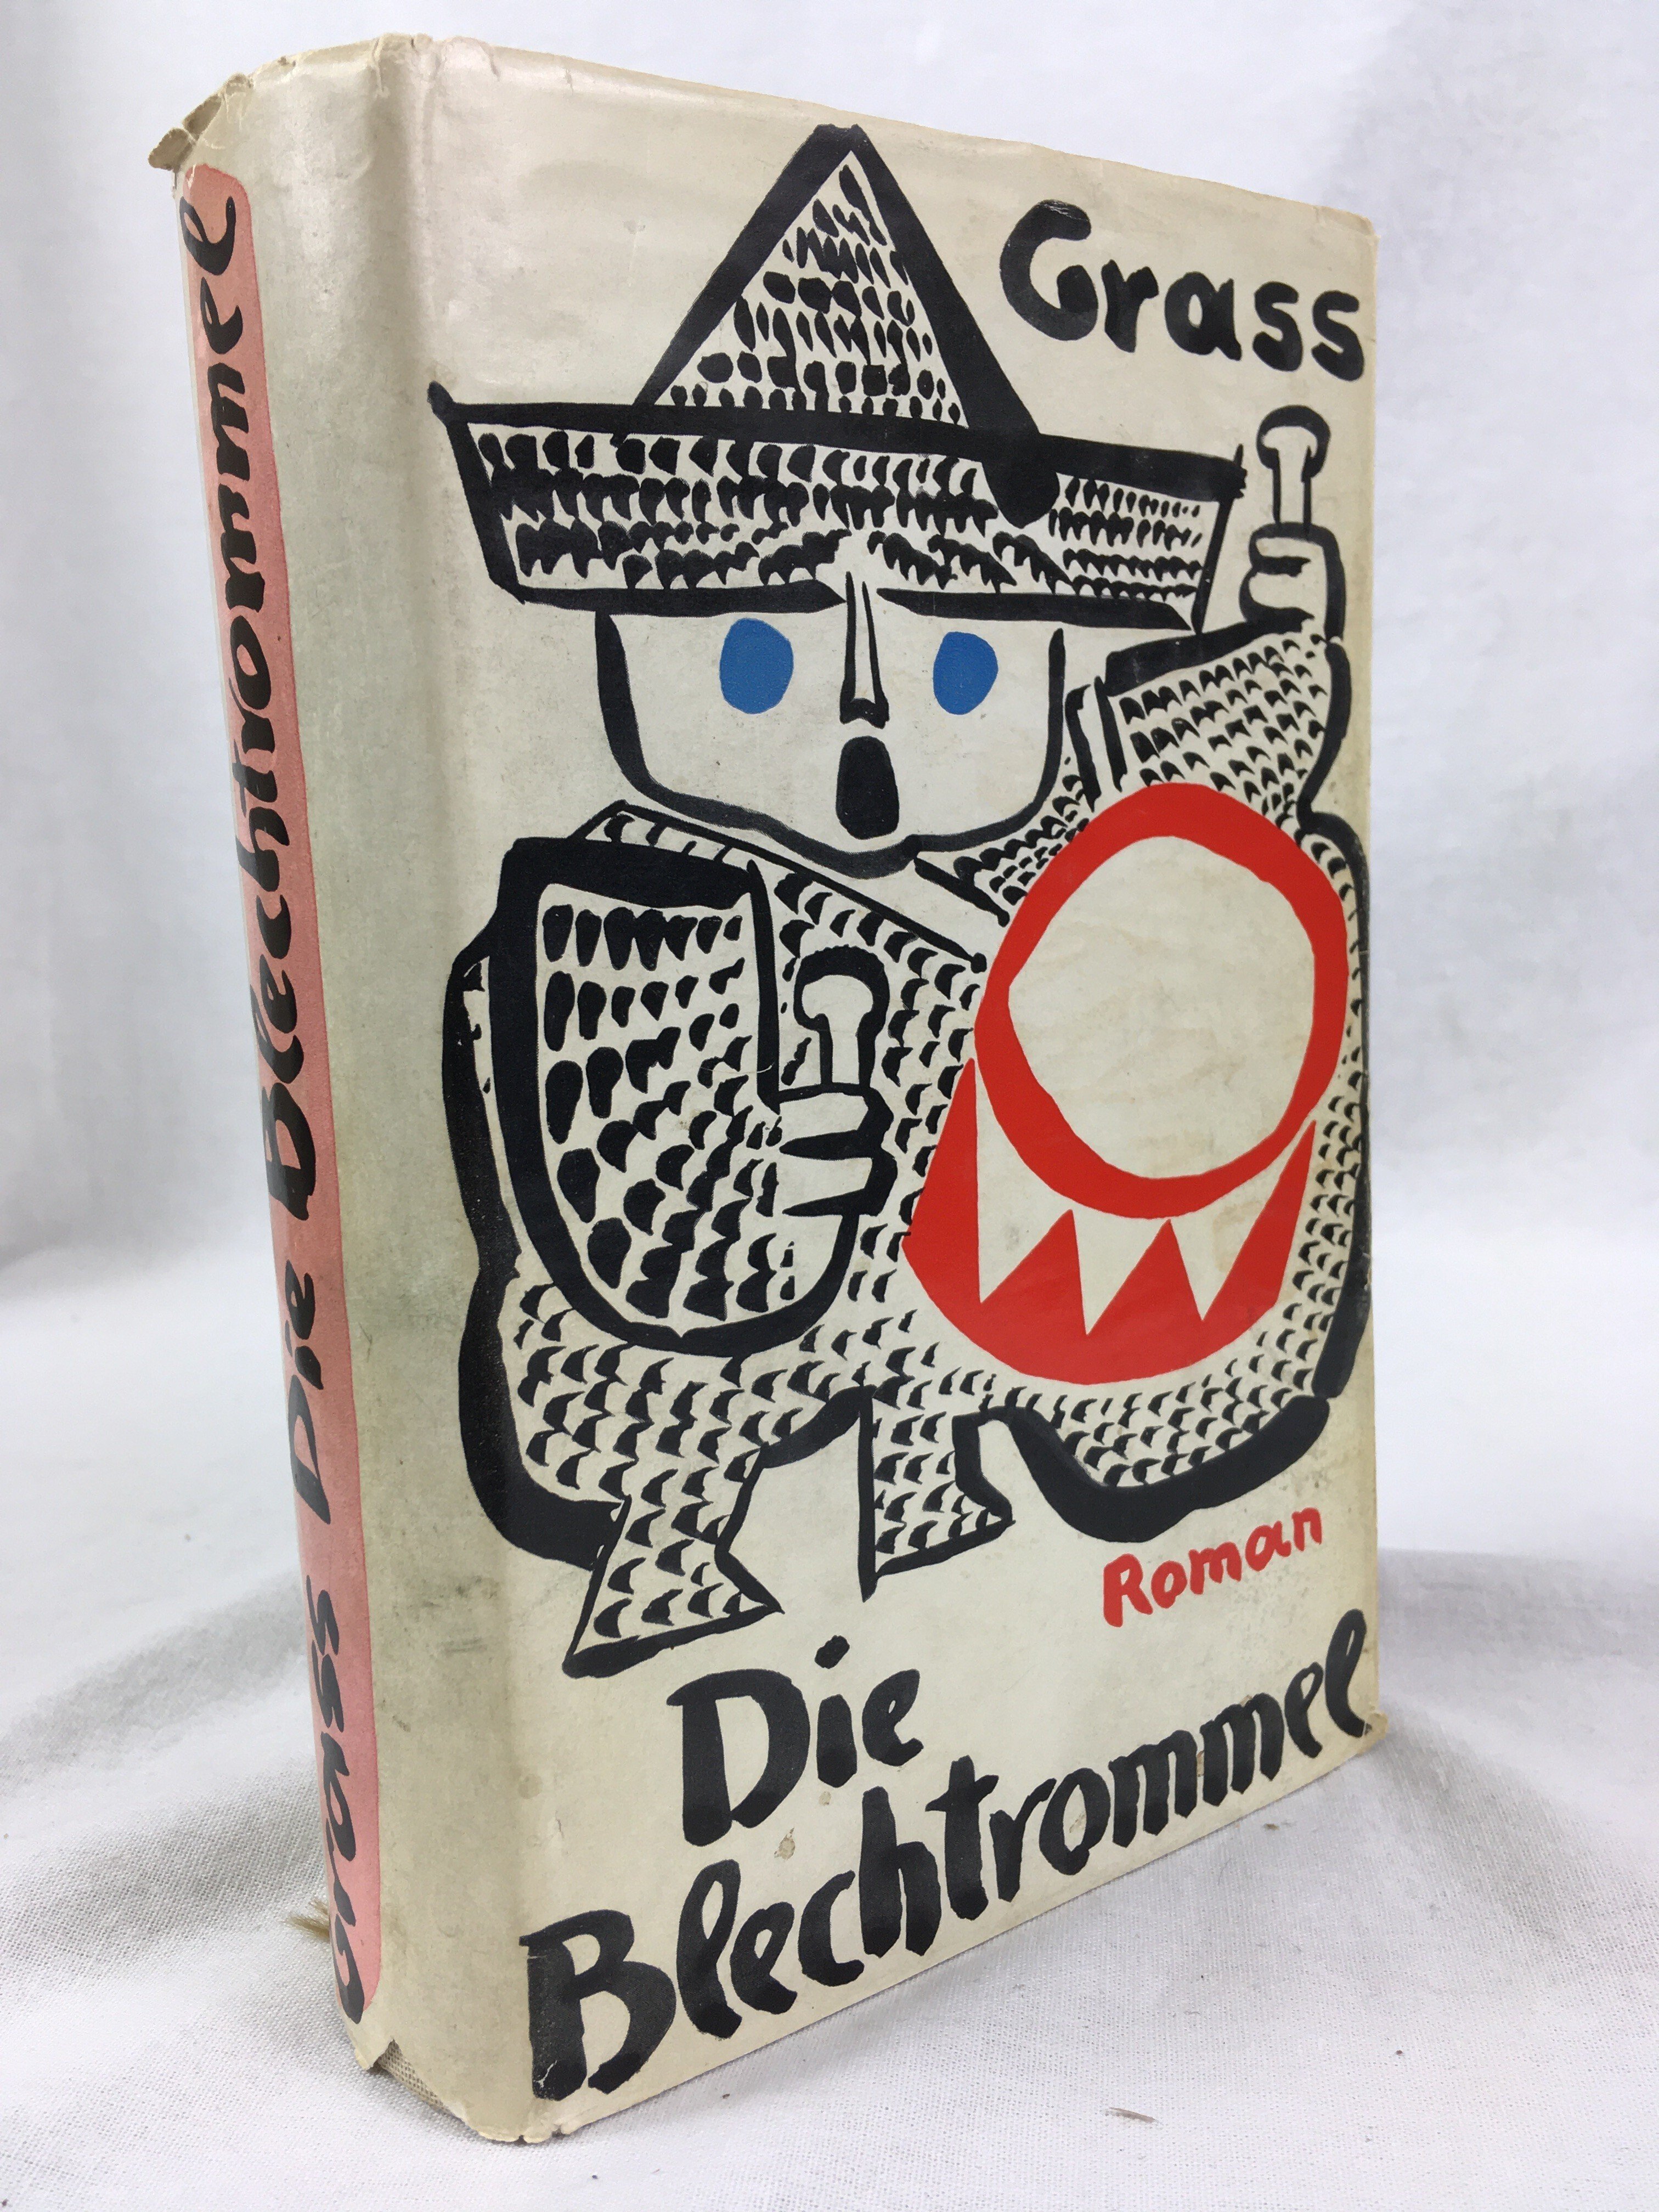 Grass
Roman
Die
Blechtrommel
Grass Die Blechtrommel